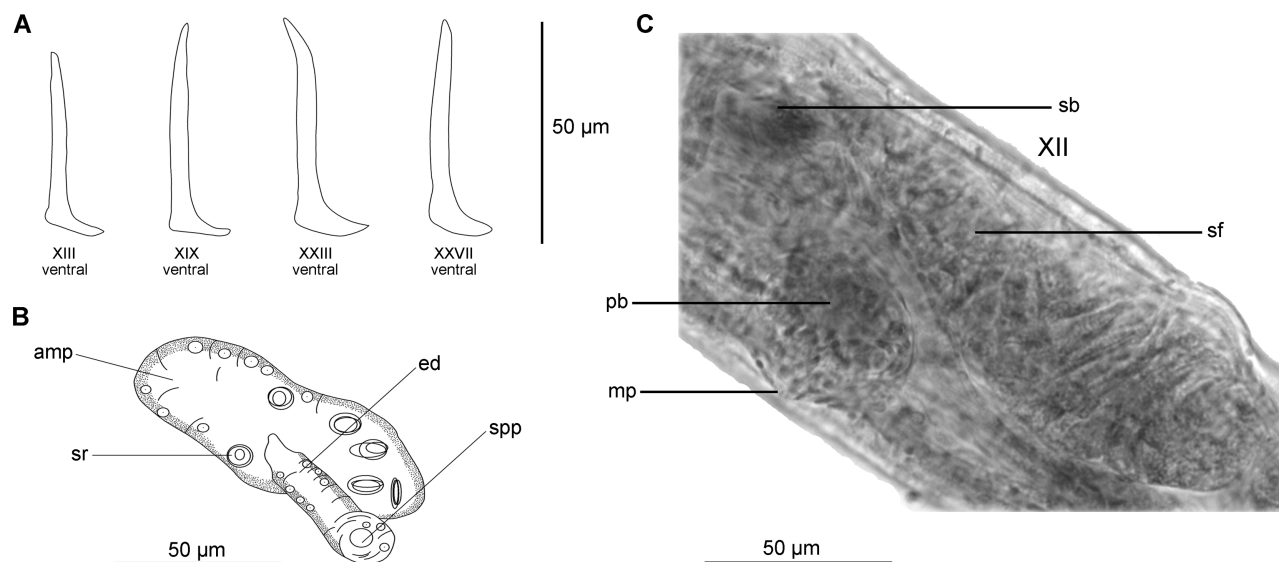 A
50 µm
XIII
ventral
XIX
ventral
XXIII
ventral
XXVII
ventral
B
amp
ed
spp
sr
50 µm
C
sb
XII
sf
pb
mp
50 µm